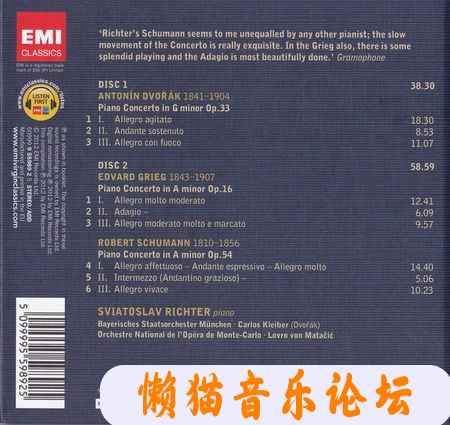 EMI
CLASSICS
‘Richter's Schumann seems to me unequalled by any other pianist; the slow
movement of the Concerto is really exquisite. In the Grieg also, there is some
splendid playing and the Adagio is most beautifully done.’ Gramophone
LISTEN
FIRST
DISC 1 38.30
ANTONÍN DVOŘÁK 1841–1904
Piano Concerto in G minor Op.33
1 I. Allegro agitato 18.30
2 II. Andante sostenuto 8.53
3 III. Allegro con fuoco 11.07
DISC 2 58.59
EDVARD GRIEG 1843–1907
Piano Concerto in A minor Op.16
1 I. Allegro molto moderato 12.41
2 II. Adagio – 6.09
3 III. Allegro moderato molto e marcato 9.57
ROBERT SCHUMANN 1810–1856
Piano Concerto in A minor Op.54
4 I. Allegro affettuoso – Andante espressivo – Allegro molto 14.40
5 II. Intermezzo (Andantino grazioso) – 5.06
6 III. Allegro vivace 10.23
SVIATOSLAV RICHTER piano
Bayerisches Staatsorchester München · Carlos Kleiber (Dvořák)
Orchestre National de l'Opéra de Monte-Carlo · Lovro von Matačić
5 099995 598925
懒猫音乐论坛